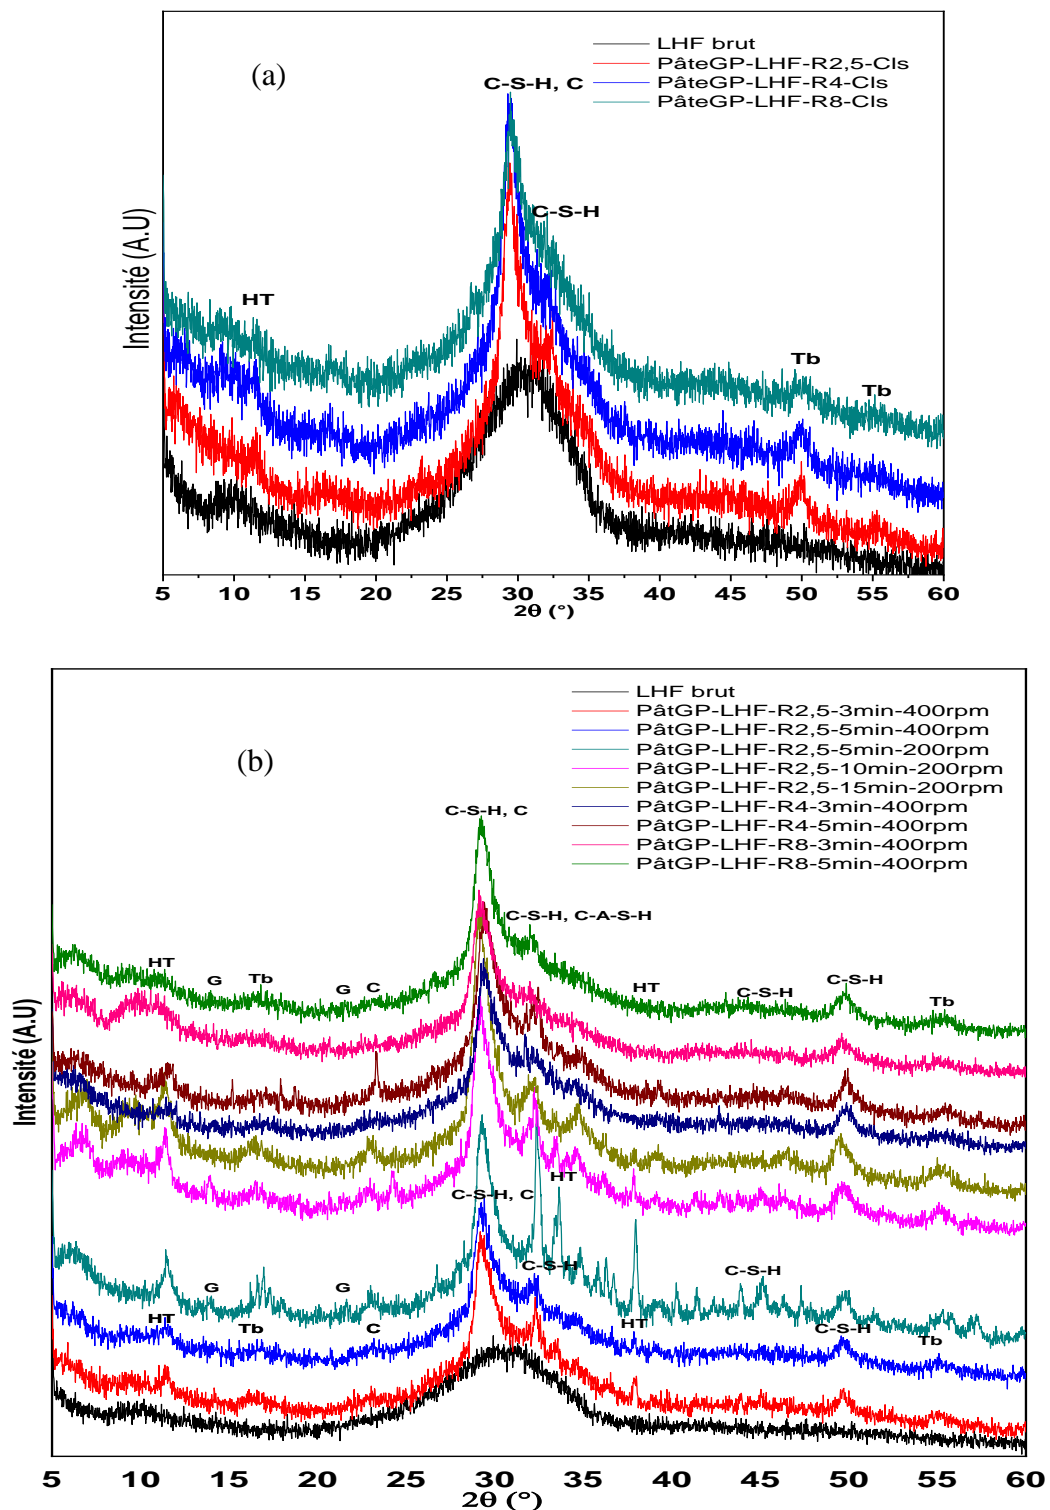 (a)
LHF brut
PâteGP-LHF-R2,5-Cls
PâteGP-LHF-R4-Cls
PâteGP-LHF-R8-Cls
C-S-H, C
C-S-H
HT
Tb
Tb
Intensité (A.U)
5 10 15 20 25 30 35 40 45 50 55 60
2θ (°)
(b)
LHF brut
PâtGP-LHF-R2,5-3min-400rpm
PâtGP-LHF-R2,5-5min-400rpm
PâtGP-LHF-R2,5-5min-200rpm
PâtGP-LHF-R2,5-10min-200rpm
PâtGP-LHF-R2,5-15min-200rpm
PâtGP-LHF-R4-3min-400rpm
PâtGP-LHF-R4-5min-400rpm
PâtGP-LHF-R8-3min-400rpm
PâtGP-LHF-R8-5min-400rpm
C-S-H, C
C-S-H, C-A-S-H
HT G Tb G C HT C-S-H C-S-H Tb
HT
C-S-H, C
C-S-H C-S-H
G G
HT Tb C HT C-S-H Tb
Intensité (A.U)
5 10 15 20 25 30 35 40 45 50 55 60
2θ (°)